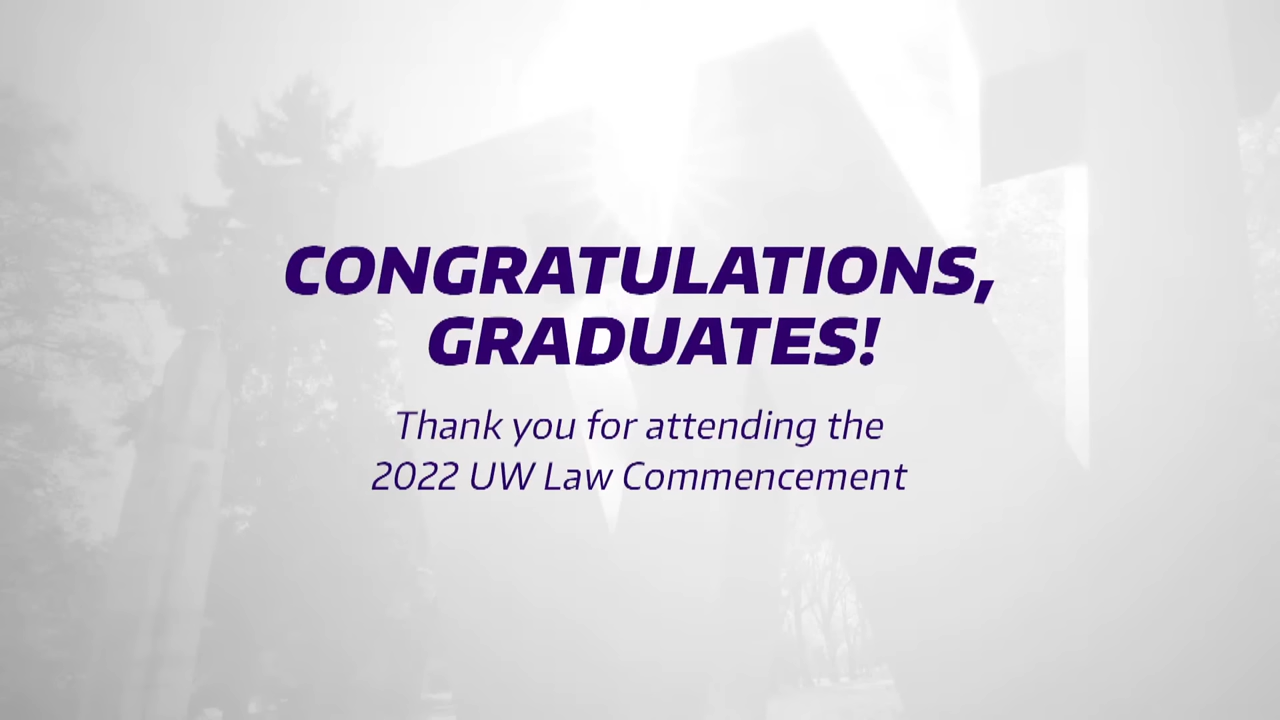 CONGRATULATIONS,
GRADUATES!
Thank you for attending the
2022 UW Law Commencement